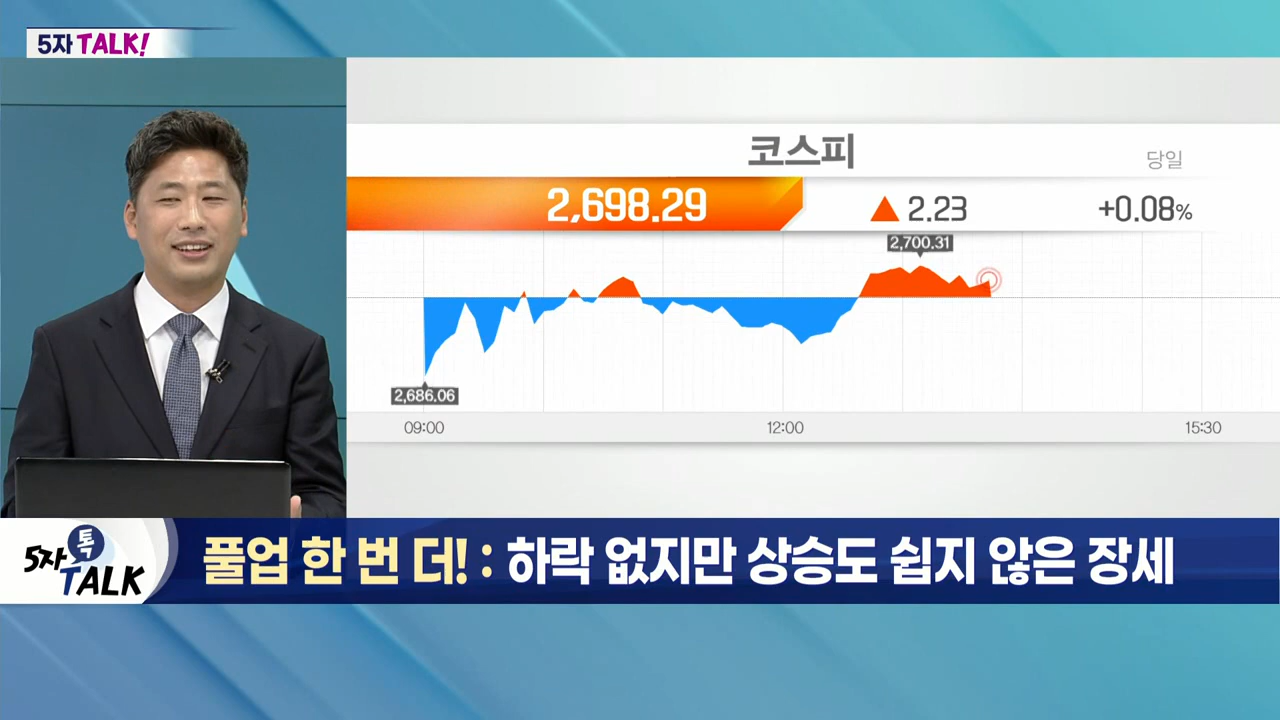 5자 TALK!
코스피
당일
2,698.29 ▲ 2.23 +0.08%
2,700.31
2,686.06
09:00 12:00 15:30
5자톡 TALK
풀업 한 번 더! : 하락 없지만 상승도 쉽지 않은 장세